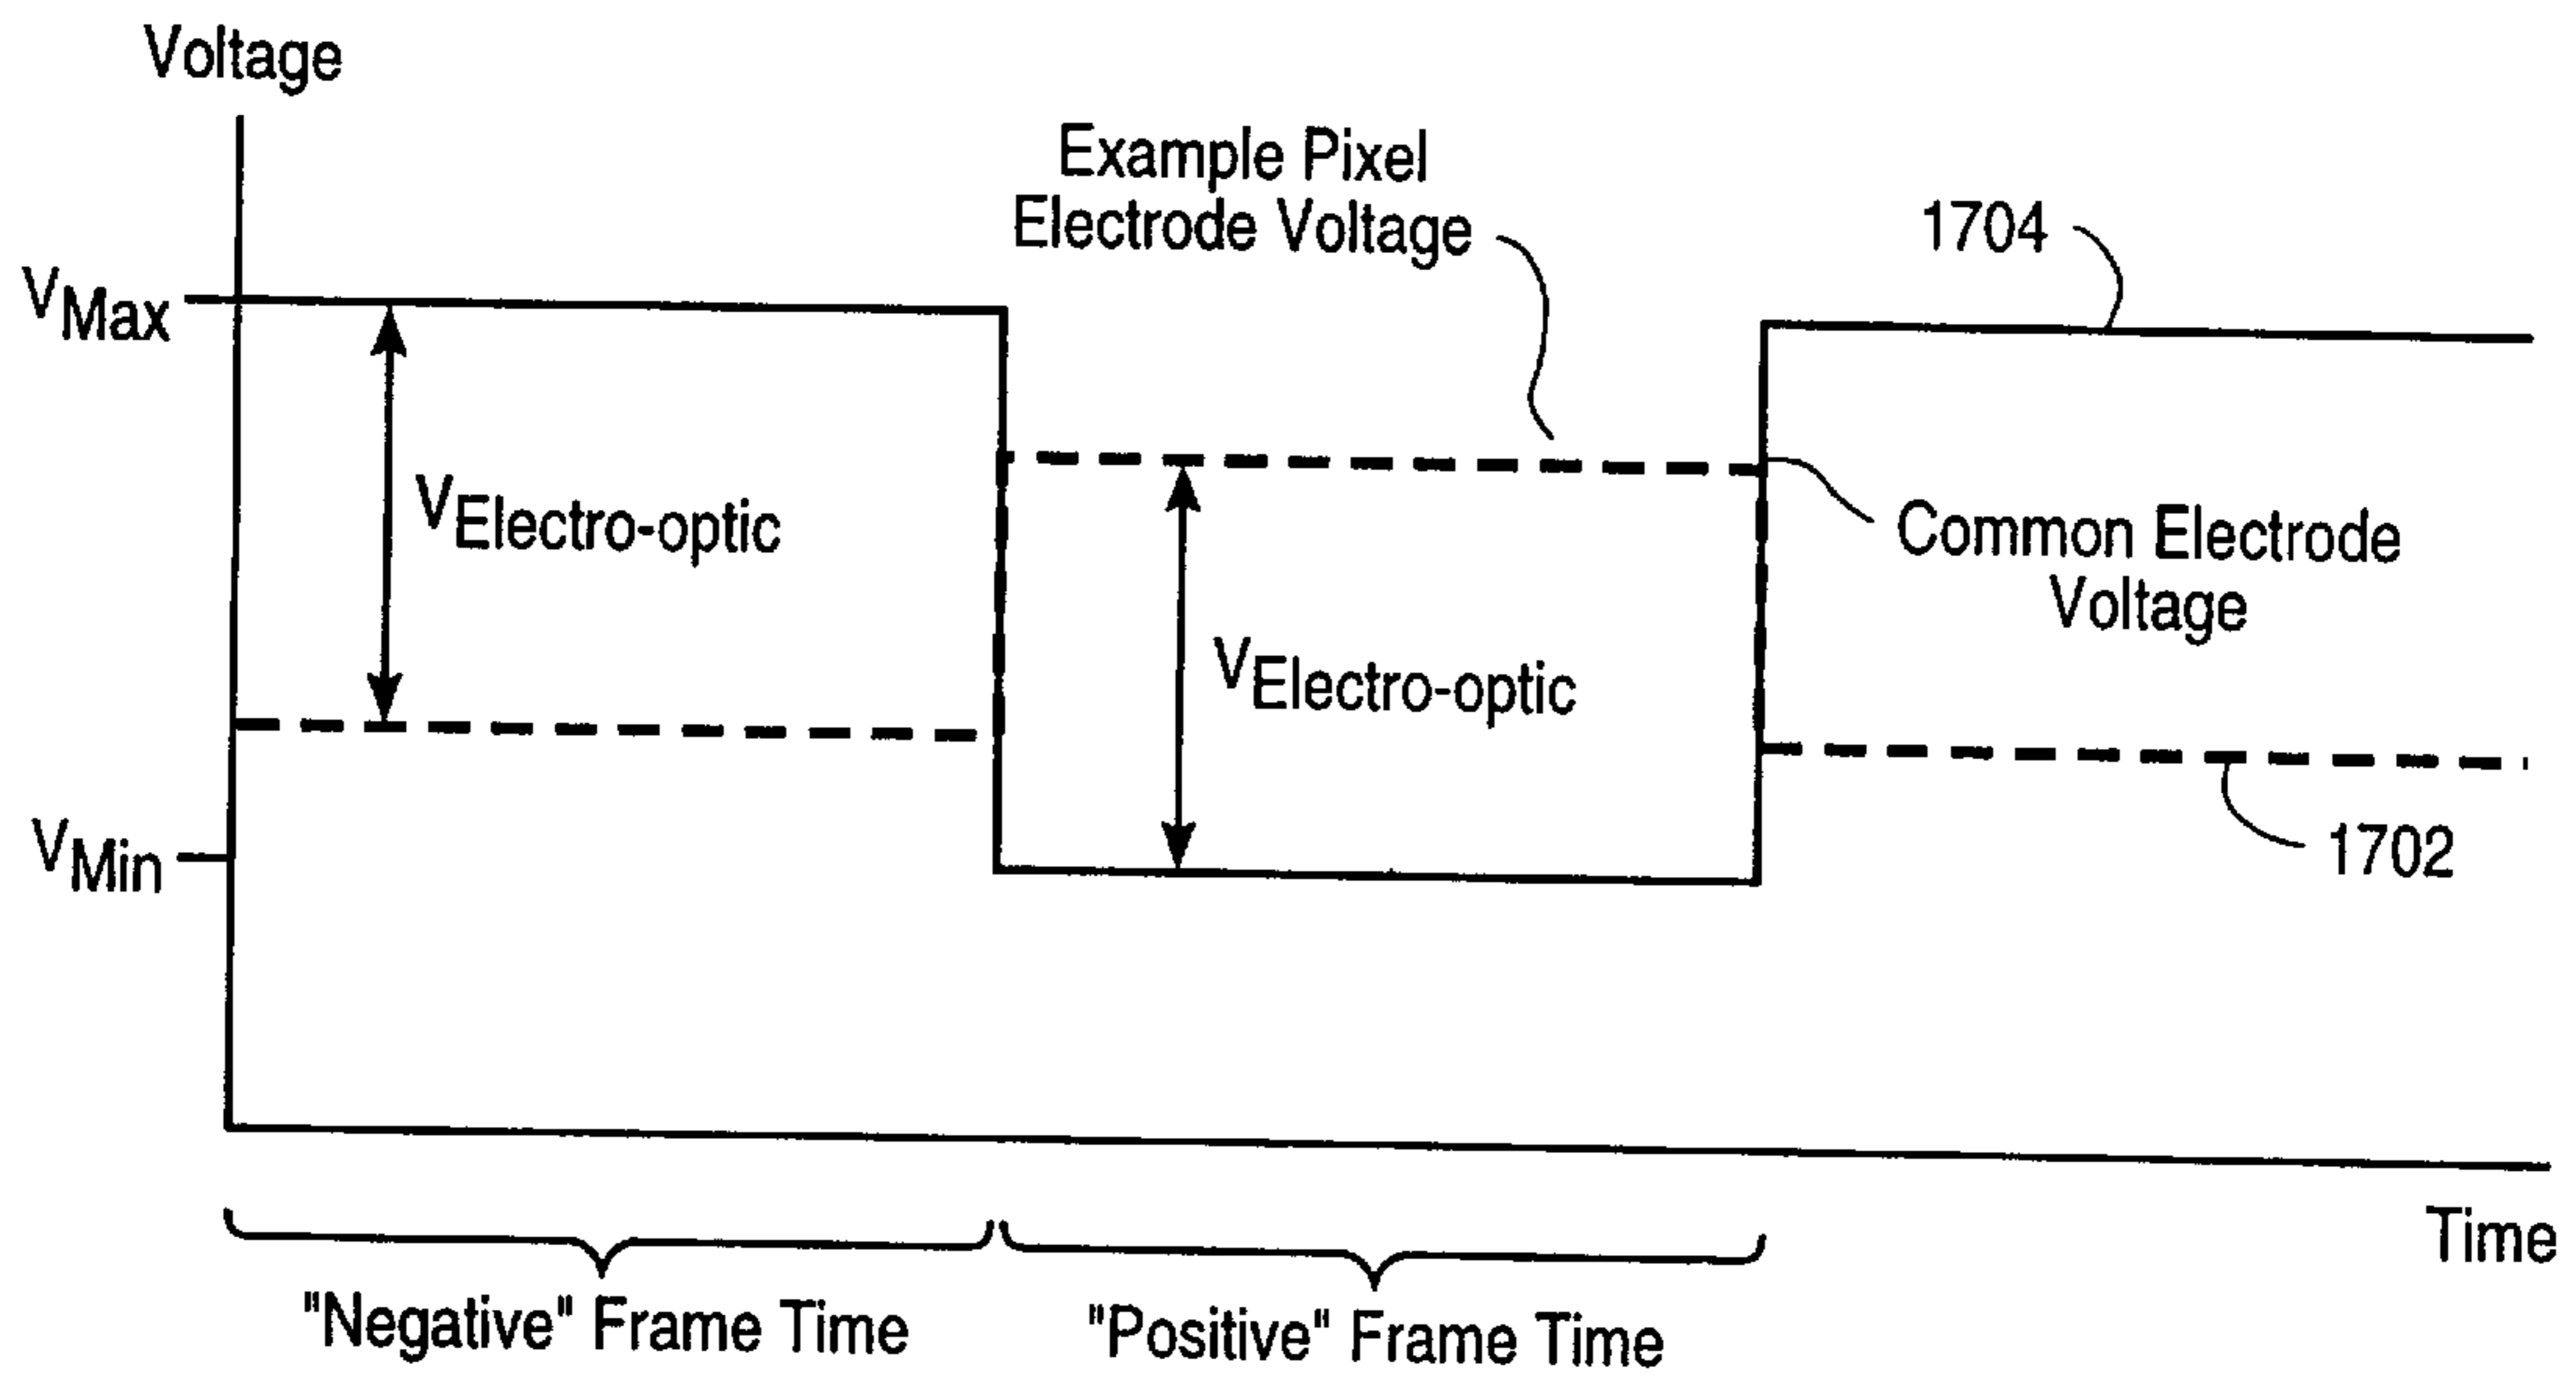 Voltage
Example Pixel
Electrode Voltage
1704
VMax
VElectro-optic
Common Electrode
Voltage
VElectro-optic
VMin
1702
Time
"Negative" Frame Time
"Positive" Frame Time